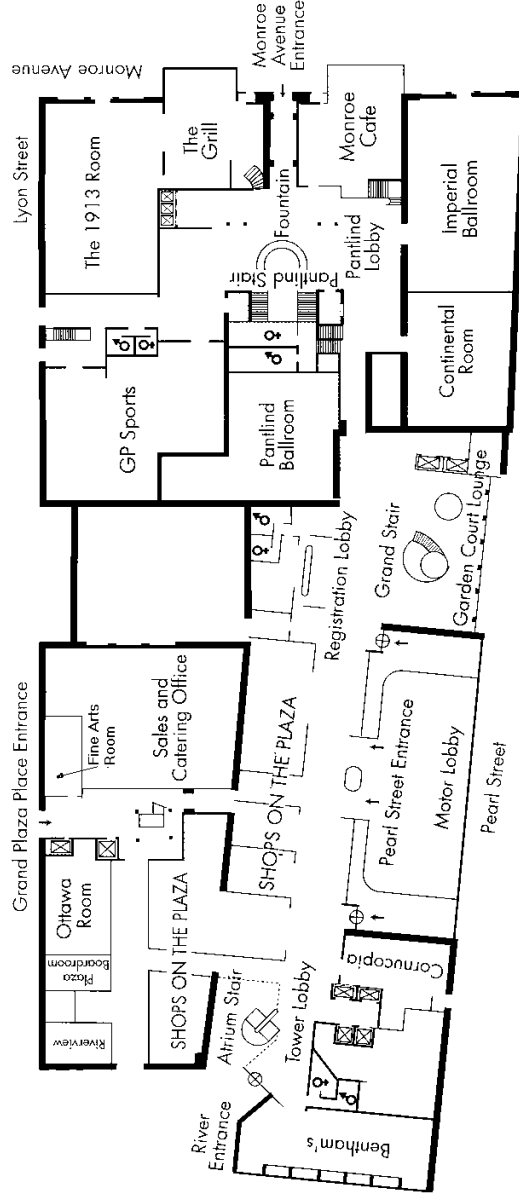 Monroe Avenue
Monroe
Avenue
Entrance
Lyon Street
The 1913 Room
The
Grill
Monroe
Cafe
Fountain
Pantlind Stair
Pantlind
Lobby
Imperial
Ballroom
Continental
Room
GP Sports
Pantlind
Ballroom
Registration Lobby
Grand Stair
Garden Court Lounge
Grand Plaza Place Entrance
Fine Arts
Room
Sales and
Catering Office
SHOPS ON THE PLAZA
Pearl Street Entrance
Motor Lobby
Pearl Street
Ottawa
Room
Plaza
Boardroom
Riverview
SHOPS ON THE PLAZA
Atrium Stair
Tower Lobby
Cornucopia
River
Entrance
Bentham's